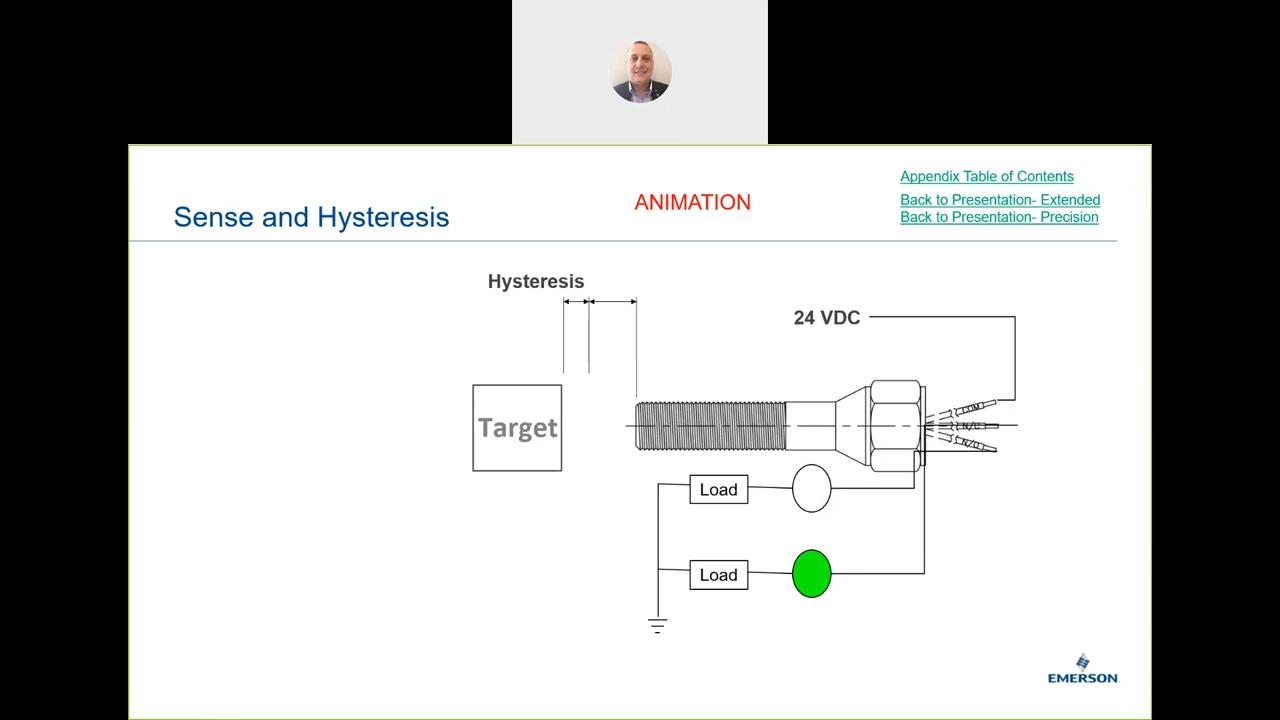 Appendix Table of Contents
Sense and Hysteresis
ANIMATION
Back to Presentation- Extended
Back to Presentation- Precision
Hysteresis
24 VDC
Target
COM
N/C
N/O
Load
Load
EMERSON